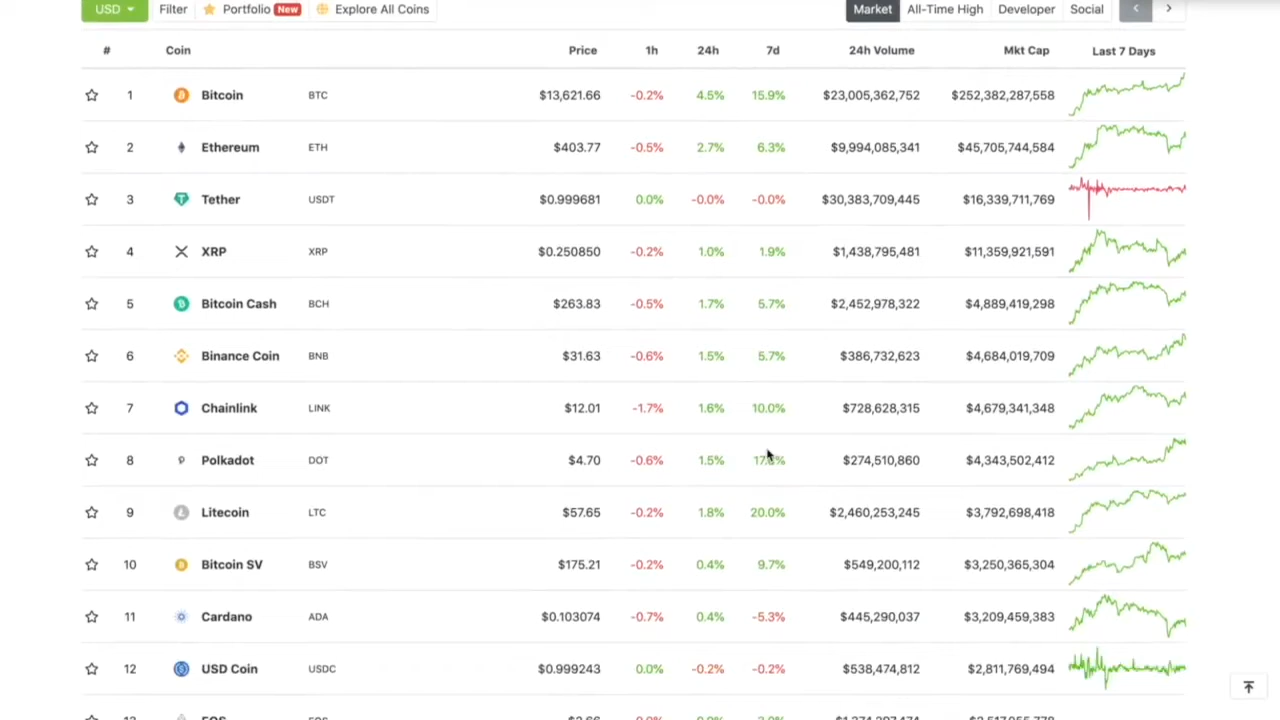 USD Filter Portfolio New Explore All Coins Market All-Time High Developer Social
# Coin Price 1h 24h 7d 24h Volume Mkt Cap Last 7 Days
1 Bitcoin BTC $13,621.66 -0.2% 4.5% 15.9% $23,005,362,752 $252,382,287,558
2 Ethereum ETH $403.77 -0.5% 2.7% 6.3% $9,994,085,341 $45,705,744,584
3 Tether USDT $0.999681 0.0% -0.0% -0.0% $30,383,709,445 $16,339,711,769
4 XRP XRP $0.250850 -0.2% 1.0% 1.9% $1,438,795,481 $11,359,921,591
5 Bitcoin Cash BCH $263.83 -0.5% 1.7% 5.7% $2,452,978,322 $4,889,419,298
6 Binance Coin BNB $31.63 -0.6% 1.5% 5.7% $386,732,623 $4,684,019,709
7 Chainlink LINK $12.01 -1.7% 1.6% 10.0% $728,628,315 $4,679,341,348
8 Polkadot DOT $4.70 -0.6% 1.5% $274,510,860 $4,343,502,412
9 Litecoin LTC $57.65 -0.2% 1.8% 20.0% $2,460,253,245 $3,792,698,418
10 Bitcoin SV BSV $175.21 -0.2% 0.4% 9.7% $549,200,112 $3,250,365,304
11 Cardano ADA $0.103074 -0.7% 0.4% -5.3% $445,290,037 $3,209,459,383
12 USD Coin USDC $0.999243 0.0% -0.2% -0.2% $538,474,812 $2,811,769,494